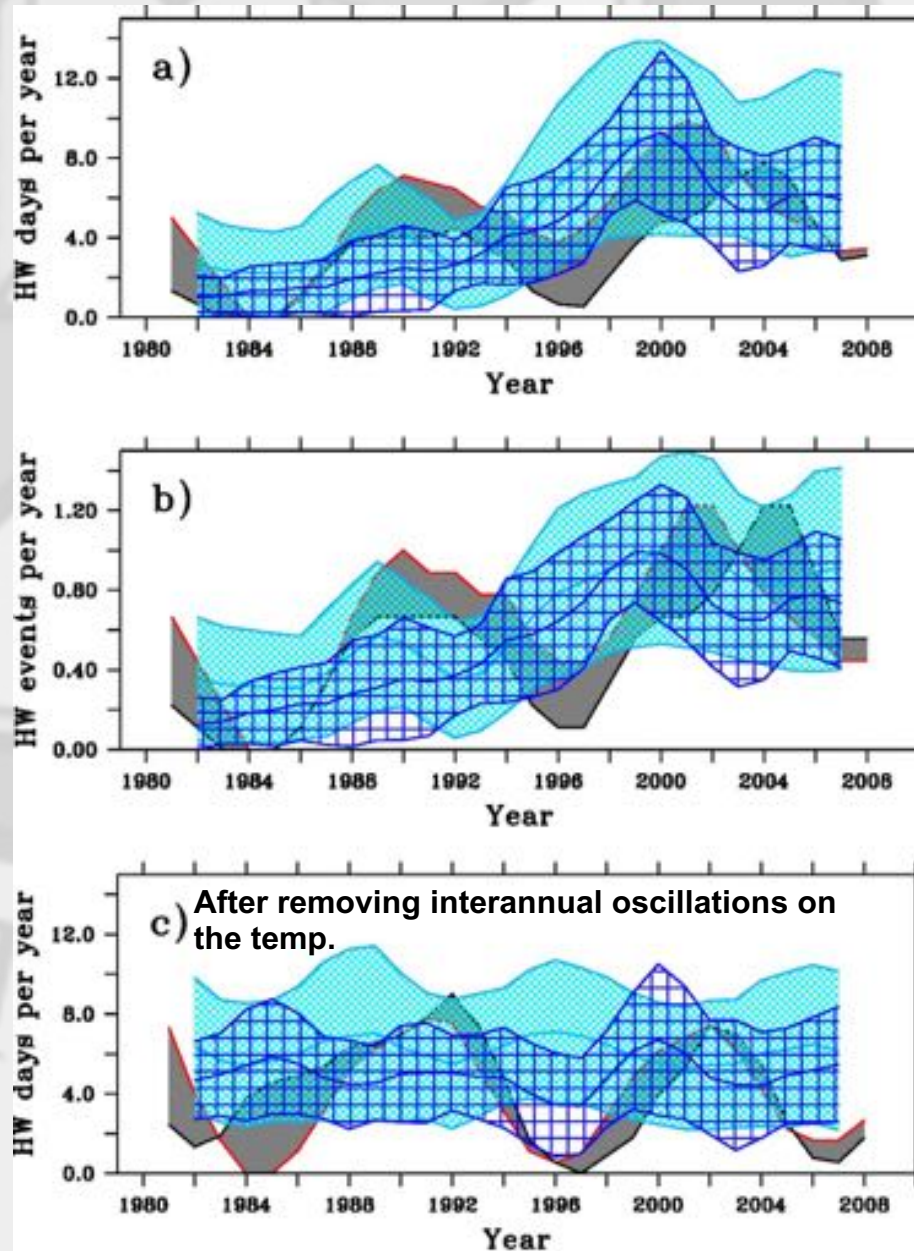 a)
HW days per year
12.0
8.0
4.0
0.0
1980 1984 1988 1992 1996 2000 2004 2008
Year
b)
HW events per year
1.20
0.80
0.40
0.00
1980 1984 1988 1992 1996 2000 2004 2008
Year
c)
After removing interannual oscillations on
the temp.
HW days per year
12.0
8.0
4.0
0.0
1980 1984 1988 1992 1996 2000 2004 2008
Year